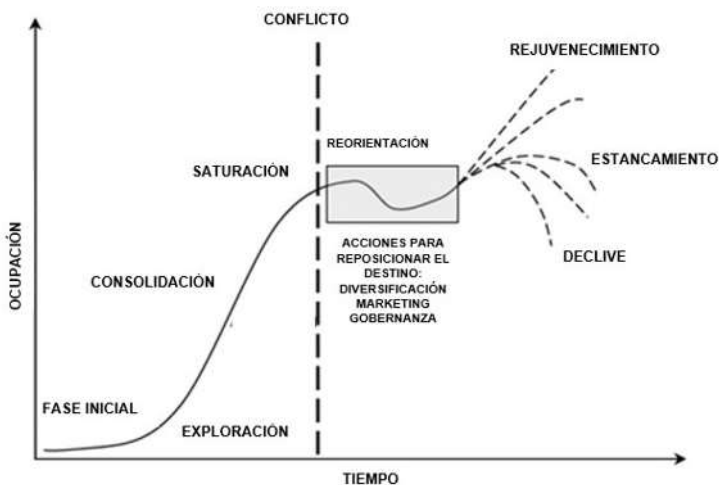 CONFLICTO
REJUVENECIMIENTO
REORIENTACIÓN
SATURACIÓN
ESTANCAMIENTO
ACCIONES PARA
REPOSICIONAR EL
DESTINO:
DIVERSIFICACIÓN
MARKETING
GOBERNANZA
DECLIVE
CONSOLIDACIÓN
OCUPACIÓN
FASE INICIAL
EXPLORACIÓN
TIEMPO